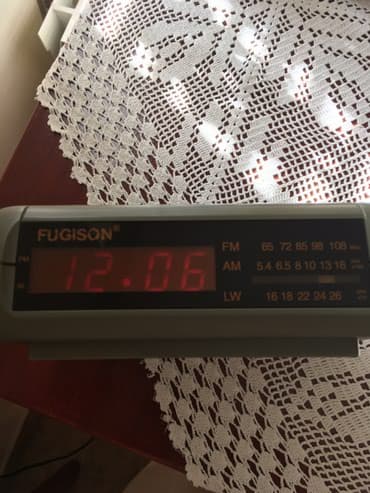 FUGISON®
PM
12.06
FM 65 72 85 98 108
AM 5.4 6.5 8 10 13 16
LW 16 18 22 24 26